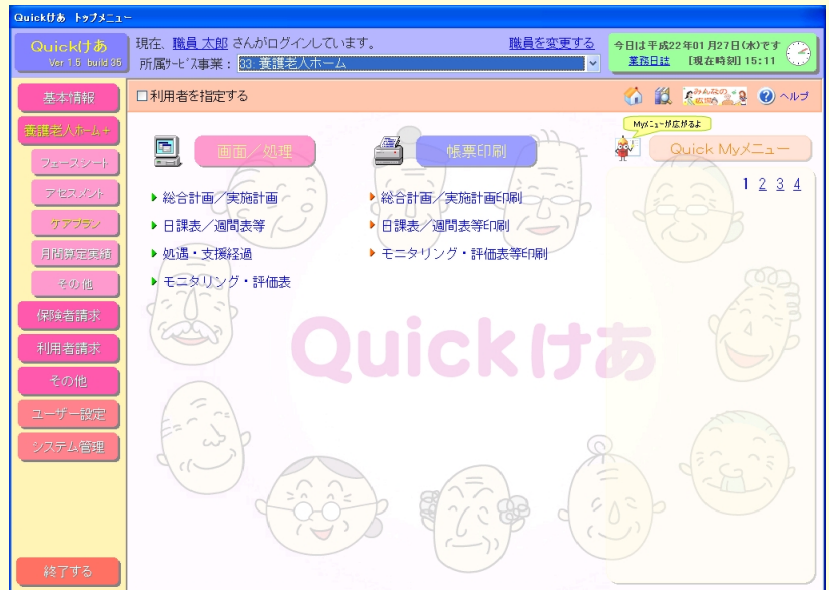 Quickけあ トップメニュー
Quickけあ
Ver 1.5 build 35
現在、職員 太郎 さんがログインしています。
職員を変更する
所属サービス事業：33: 養護老人ホーム
今日は平成22年01月27日(水)です
業務日誌 [現在時刻] 15:11
基本情報
養護老人ホーム+
フェースシート
アセスメント
ケアプラン
月間算定実績
その他
保険者請求
利用者請求
その他
ユーザー設定
システム管理
終了する
□利用者を指定する
みんなの
広場
ヘルプ
画面／処理
総合計画／実施計画
日課表／週間表等
処遇・支援経過
モニタリング・評価表
帳票印刷
総合計画／実施計画印刷
日課表／週間表等印刷
モニタリング・評価表等印刷
Myメニューが広がるよ
Quick Myメニュー
1 2 3 4
Quickけあ